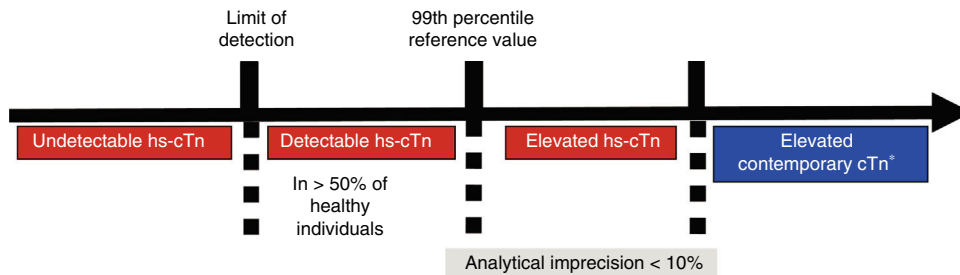 Limit of
detection
99th percentile
reference value
Undetectable hs-cTn
Detectable hs-cTn
Elevated hs-cTn
Elevated
contemporary cTn*
In > 50% of
healthy
individuals
Analytical imprecision < 10%